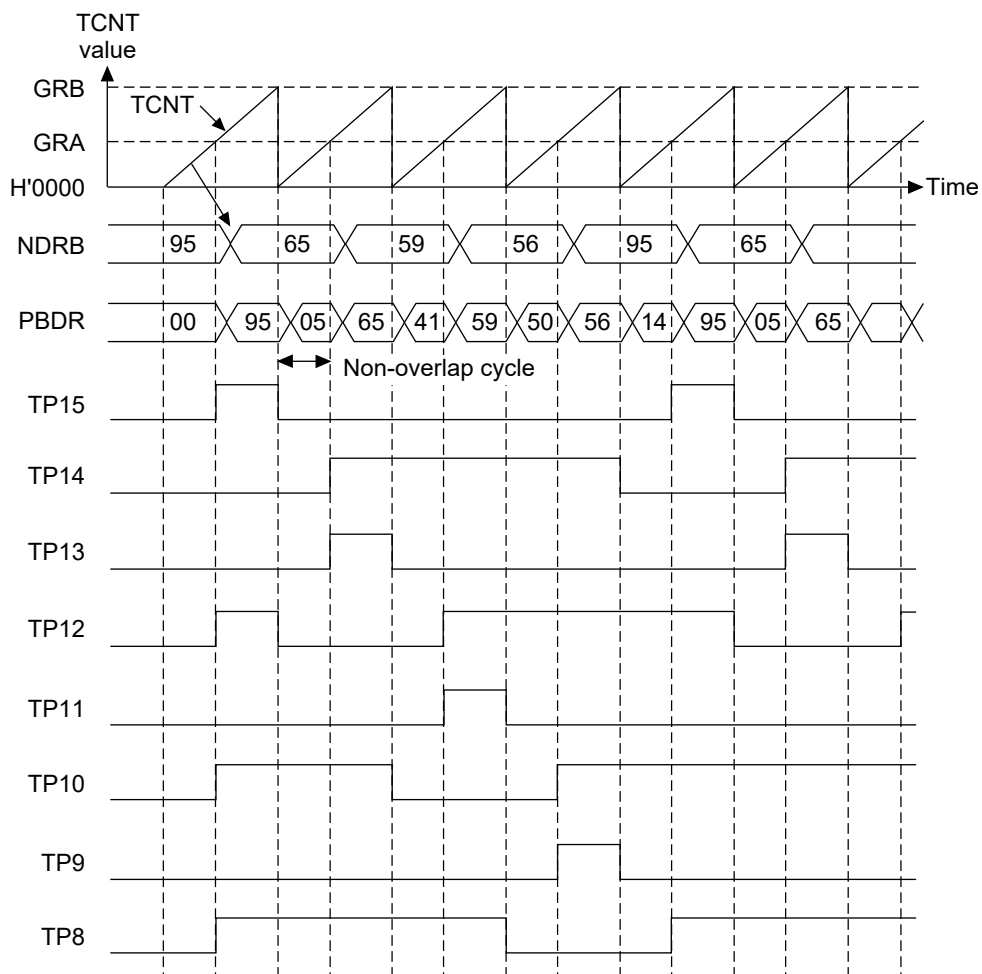 TCNT
value
GRB
TCNT
GRA
H'0000
Time
NDRB 95 65 59 56 95 65
PBDR 00 95 05 65 41 59 50 56 14 95 05 65
Non-overlap cycle
TP15
TP14
TP13
TP12
TP11
TP10
TP9
TP8